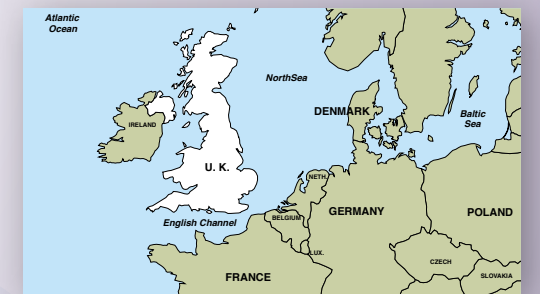 Atlantic
Ocean
NorthSea
DENMARK
Baltic
Sea
IRELAND
U. K.
NETH.
English Channel
BELGIUM
GERMANY
POLAND
LUX.
CZECH
FRANCE
SLOVAKIA